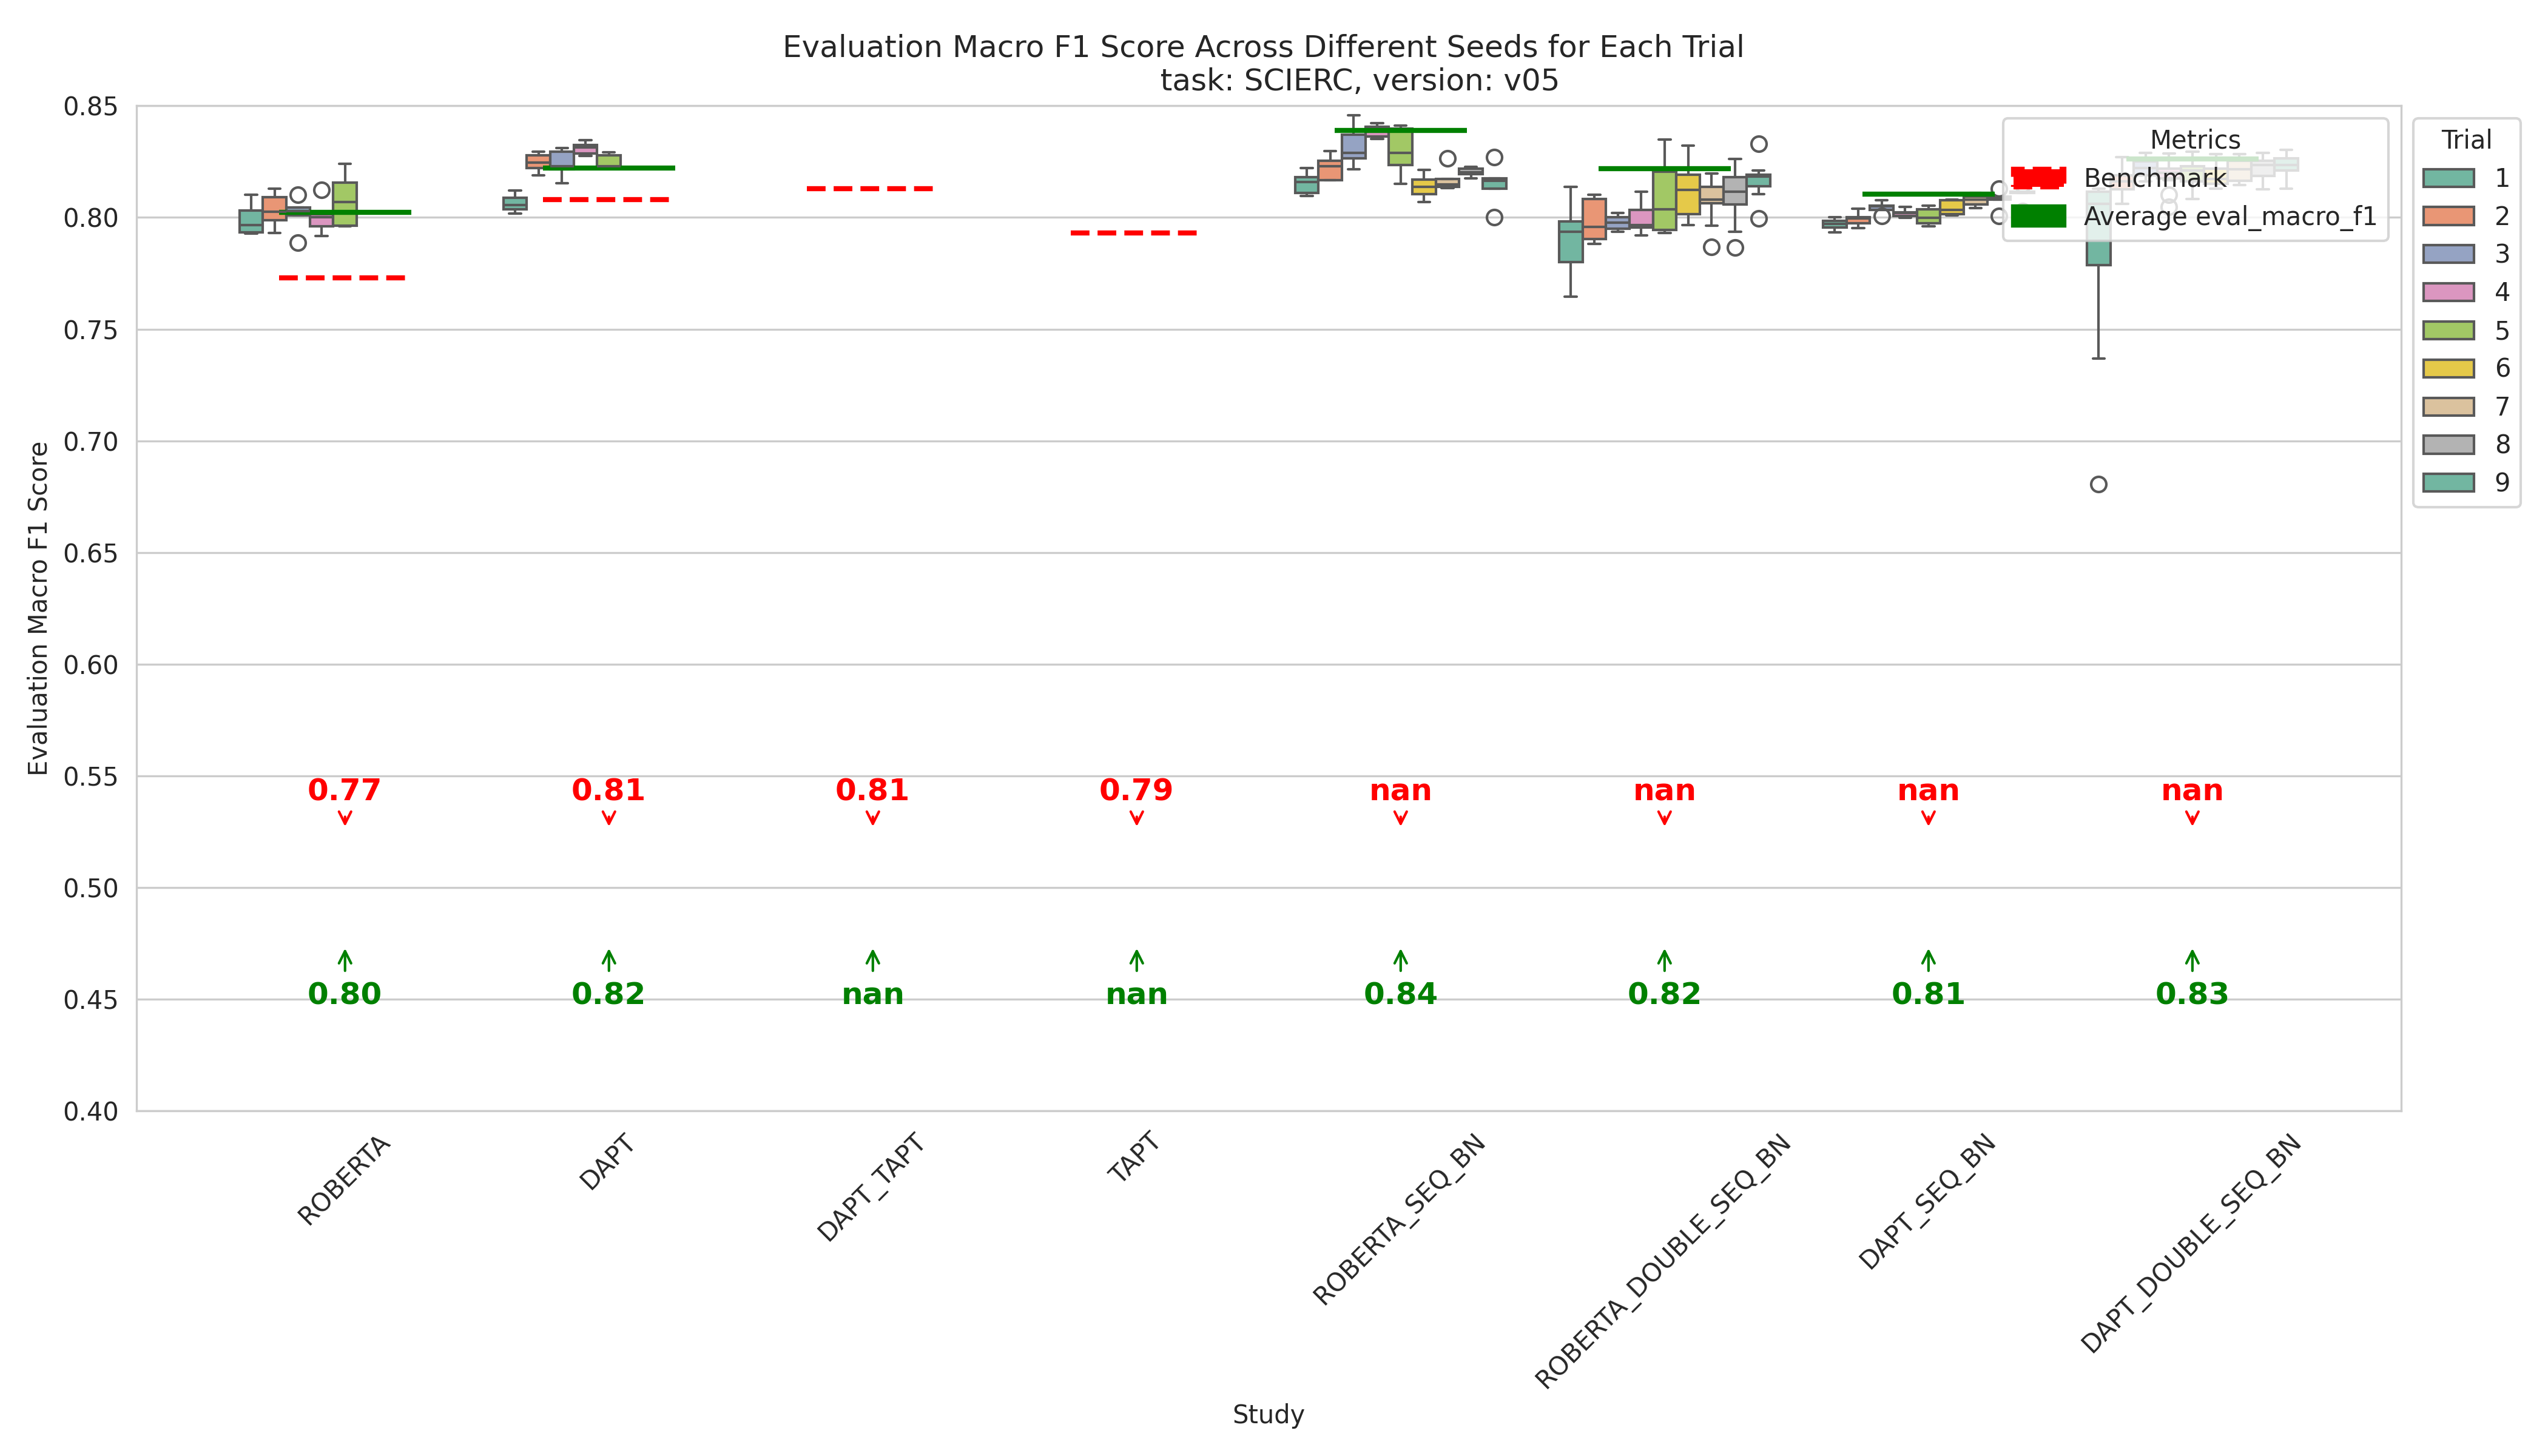 Evaluation Macro F1 Score Across Different Seeds for Each Trial
task: SCIERC, version: v05
Evaluation Macro F1 Score
0.85
0.80
0.75
0.70
0.65
0.60
0.55
0.50
0.45
0.40
Metrics
Benchmark
Average eval_macro_f1
Trial
1
2
3
4
5
6
7
8
9
0.77 0.81 0.81 0.79 nan nan nan nan
0.80 0.82 nan nan 0.84 0.82 0.81 0.83
ROBERTA
DAPT
DAPT_TAPT
TAPT
ROBERTA_SEQ_BN
ROBERTA_DOUBLE_SEQ_BN
DAPT_SEQ_BN
DAPT_DOUBLE_SEQ_BN
Study